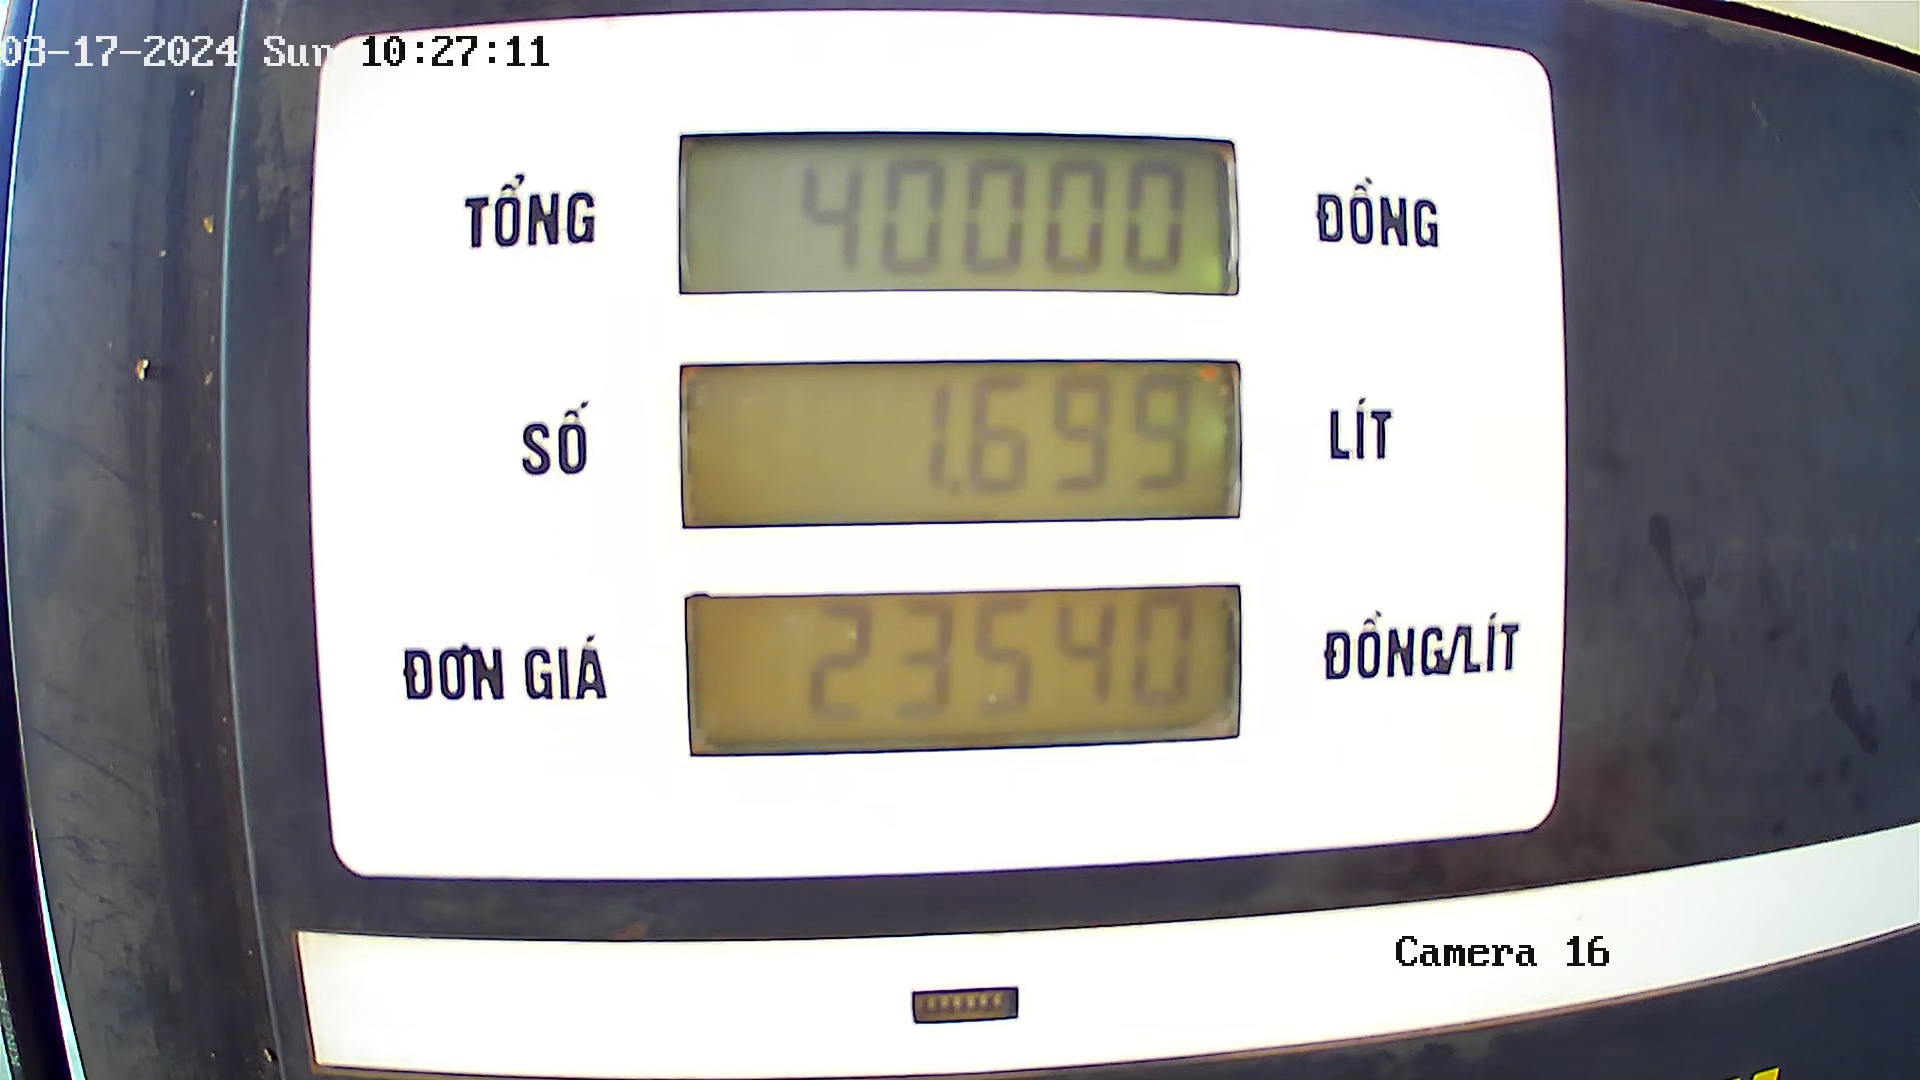 03-17-2024 Sun 10:27:11
TỔNG 40000 ĐỒNG
SỐ 1.699 LÍT
ĐƠN GIÁ 23540 ĐỒNG/LÍT
Camera 16